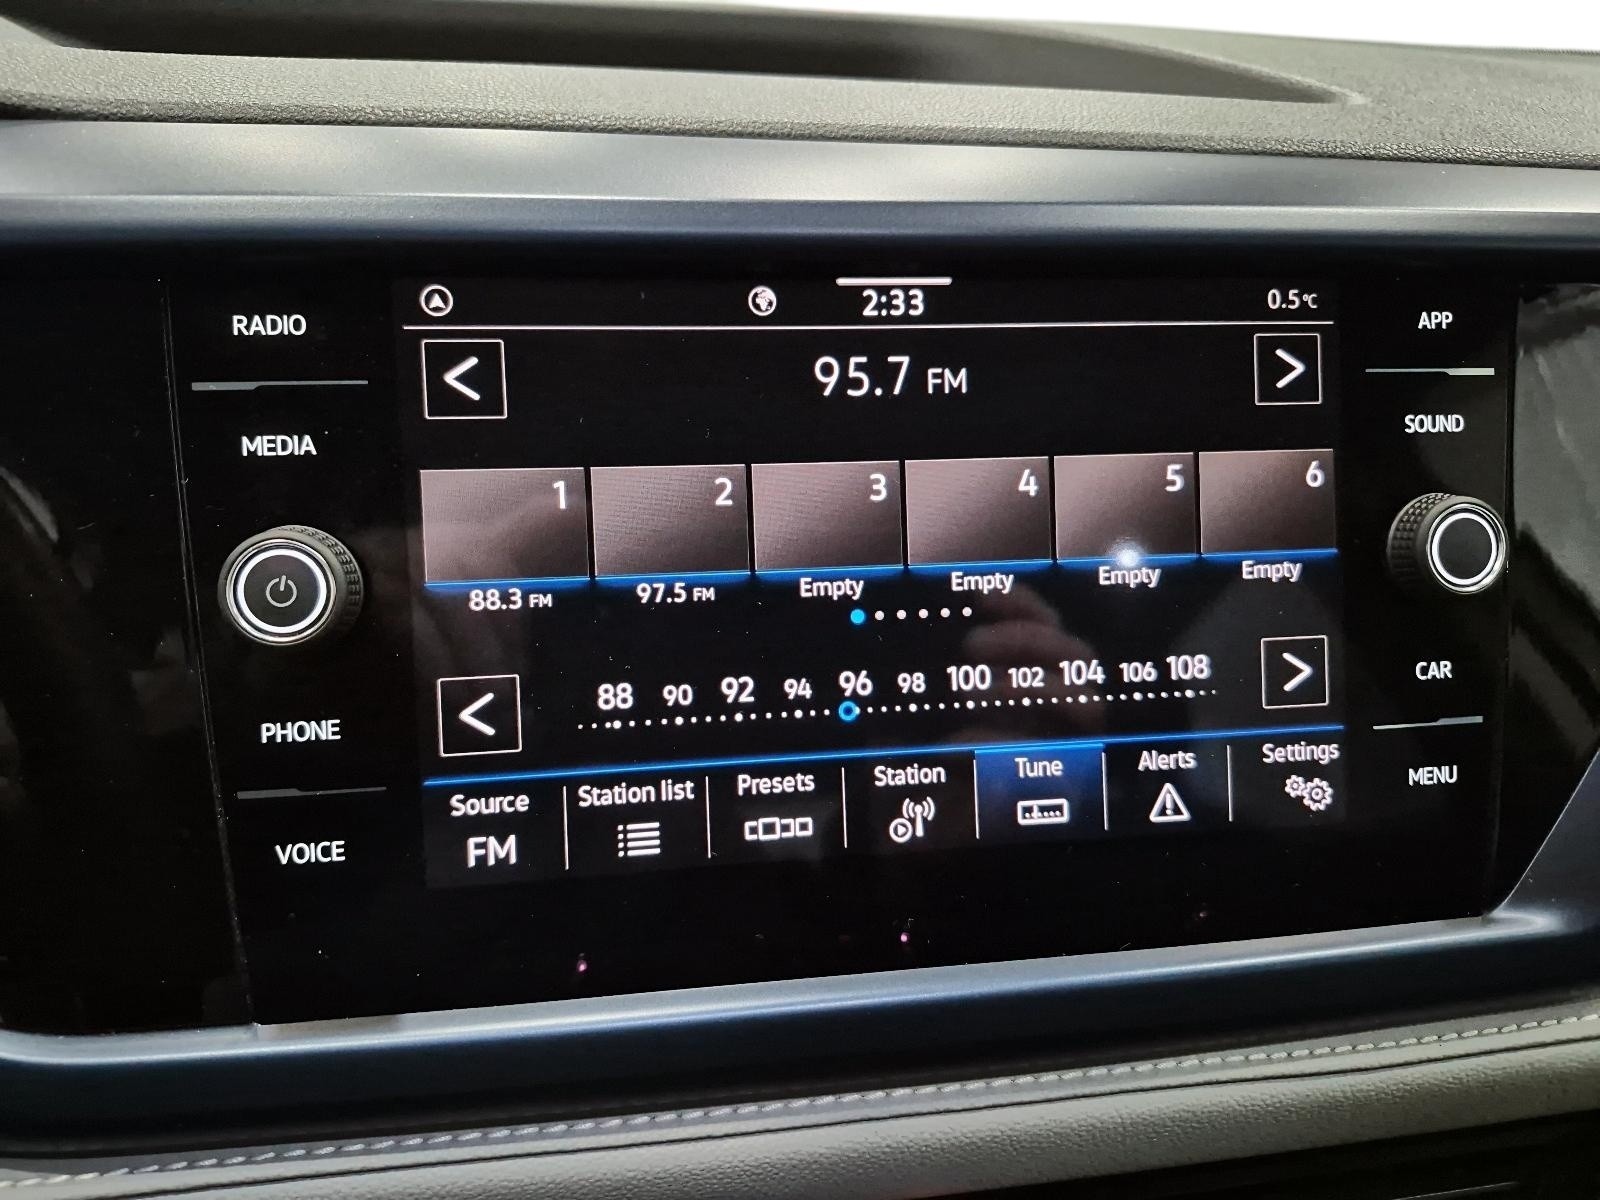 RADIO
MEDIA
PHONE
VOICE
2:33
0.5°C
95.7 FM
1 2 3 4 5 6
88.3 FM 97.5 FM Empty Empty Empty Empty
88 90 92 94 96 98 100 102 104 106 108
Source Station list Presets Station Tune Alerts Settings
FM
APP
SOUND
CAR
MENU